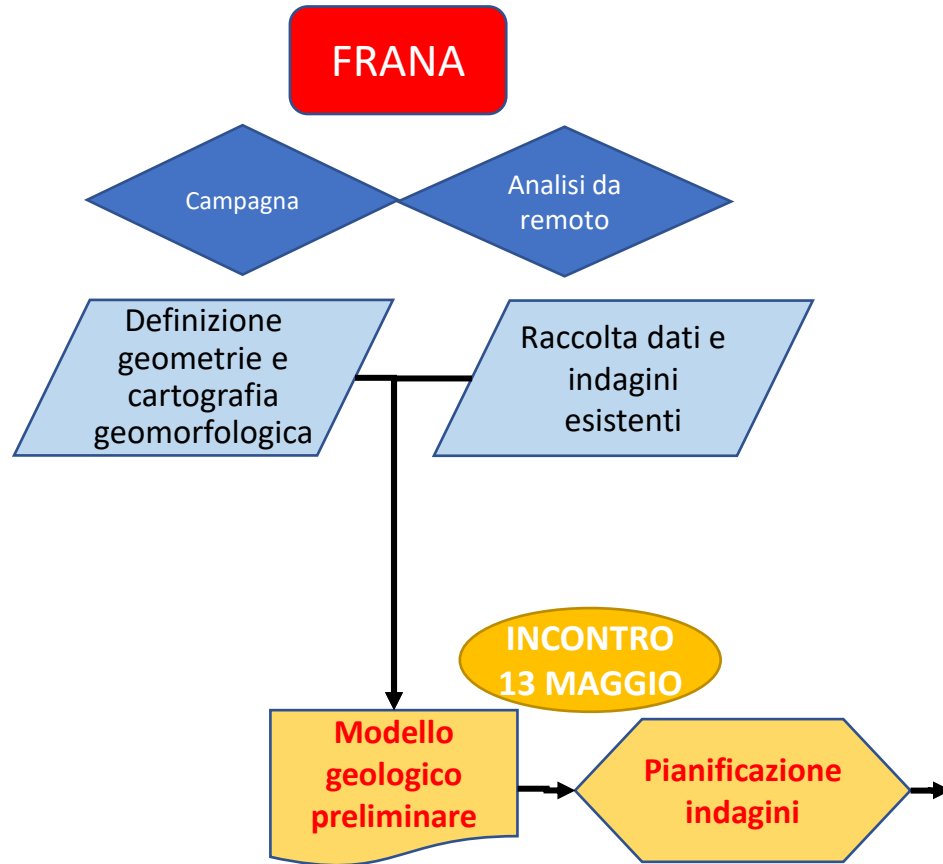 FRANA
Campagna
Analisi da
remoto
Definizione
geometrie e
cartografia
geomorfologica
Raccolta dati e
indagini
esistenti
INCONTRO
13 MAGGIO
Modello
geologico
preliminare
Pianificazione
indagini